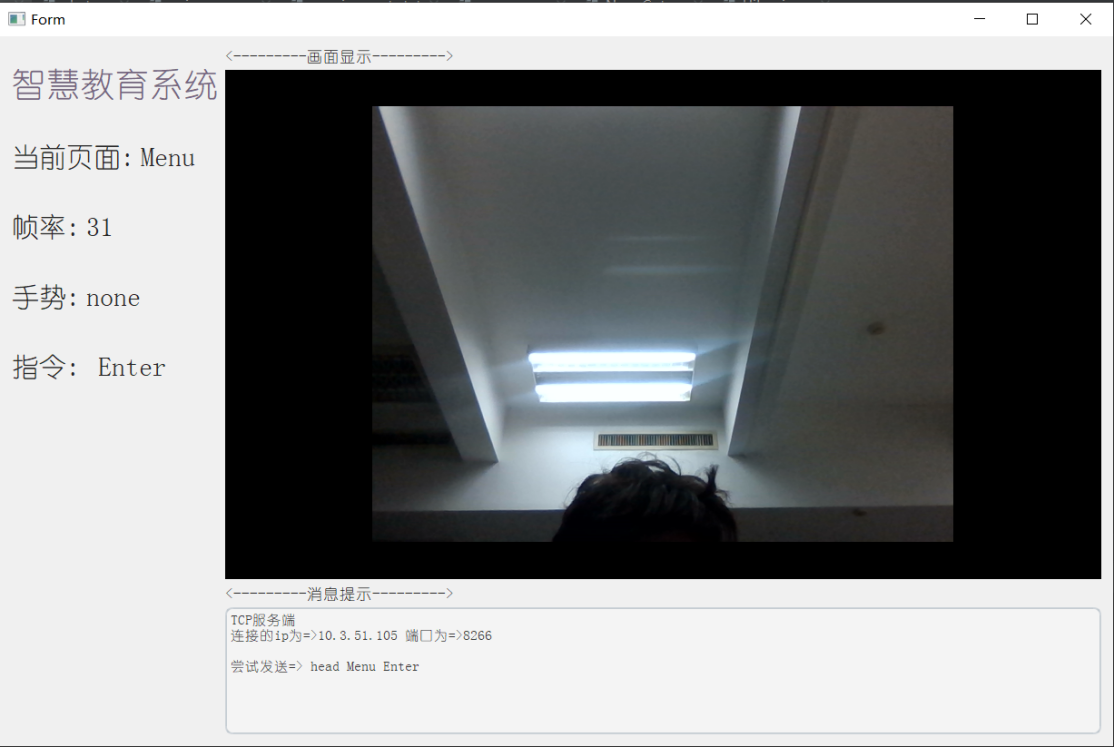 Form
智慧教育系统
当前页面: Menu
帧率: 31
手势: none
指令: Enter
<---------画面显示--------->
<---------消息提示--------->
TCP服务端
连接的ip为=>10.3.51.105 端口为=>8266
尝试发送=> head Menu Enter